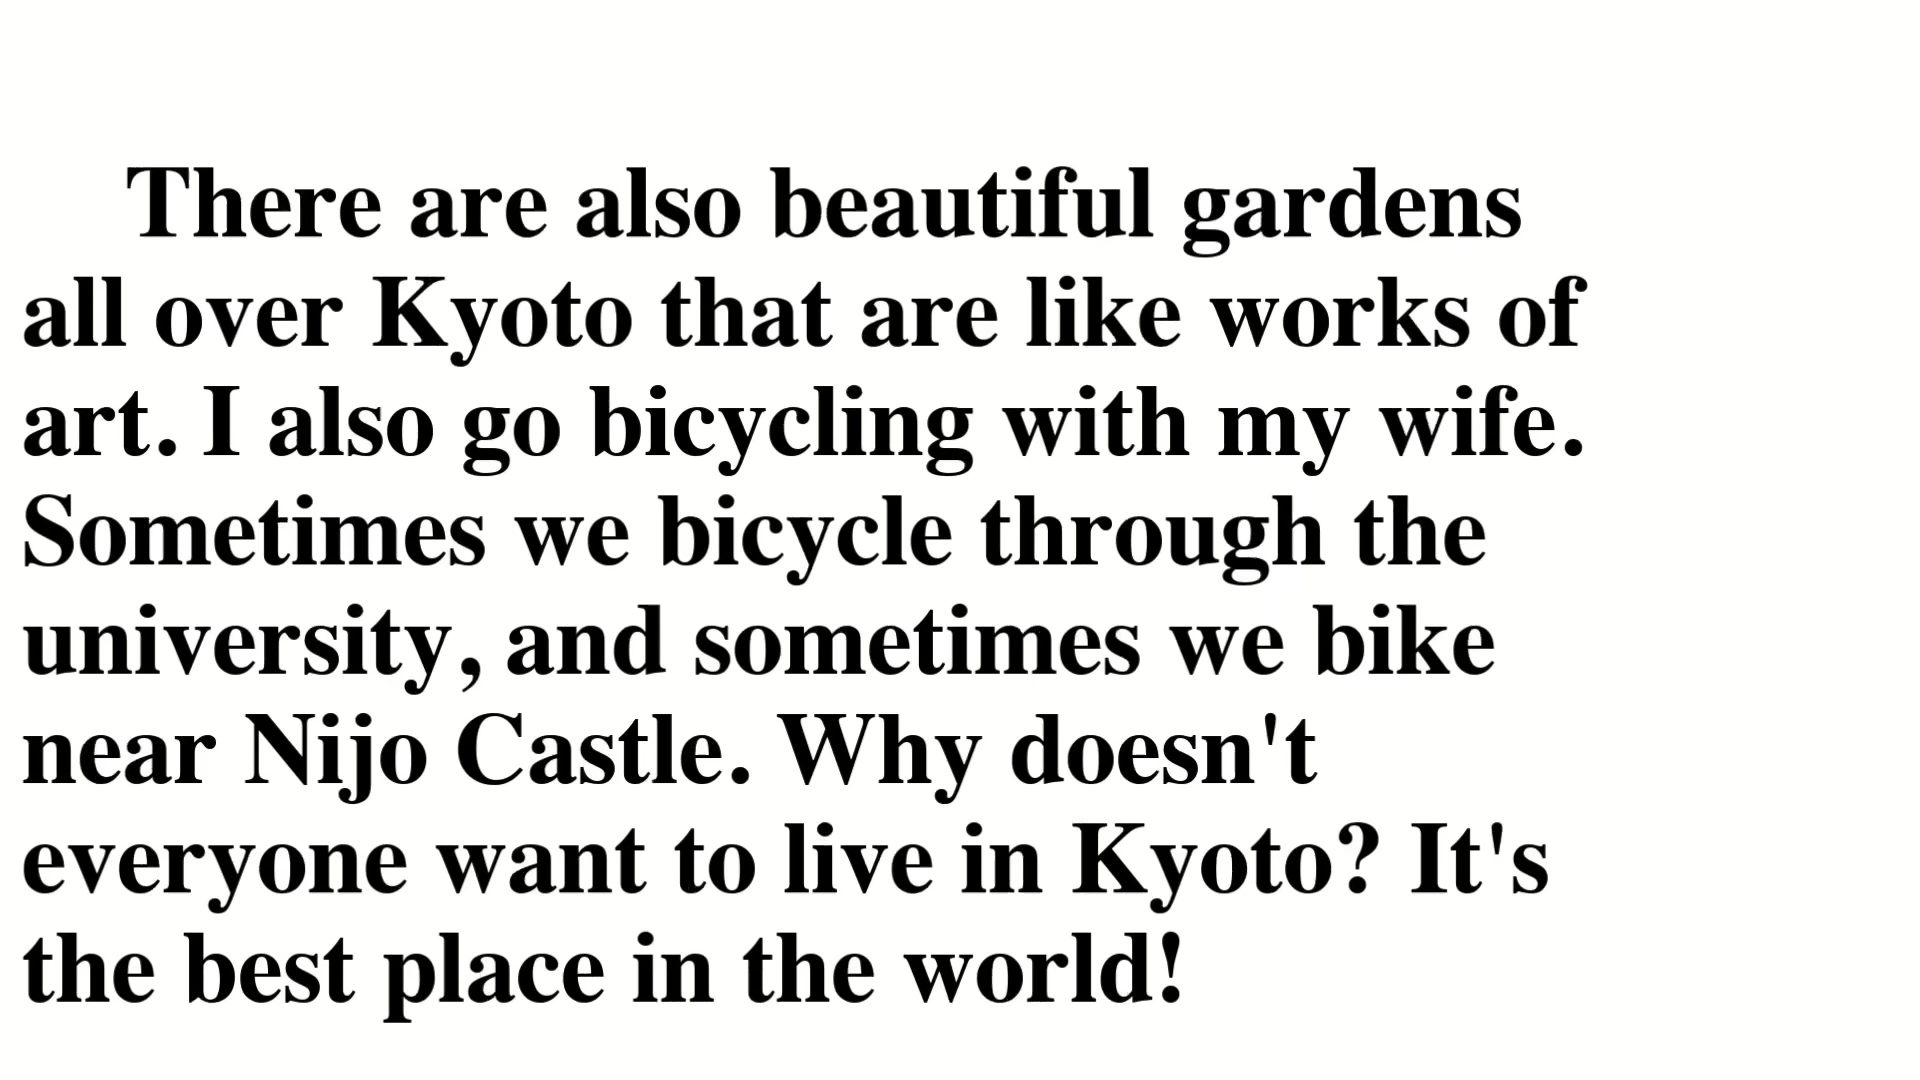 There are also beautiful gardens
all over Kyoto that are like works of
art. I also go bicycling with my wife.
Sometimes we bicycle through the
university, and sometimes we bike
near Nijo Castle. Why doesn't
everyone want to live in Kyoto? It's
the best place in the world!